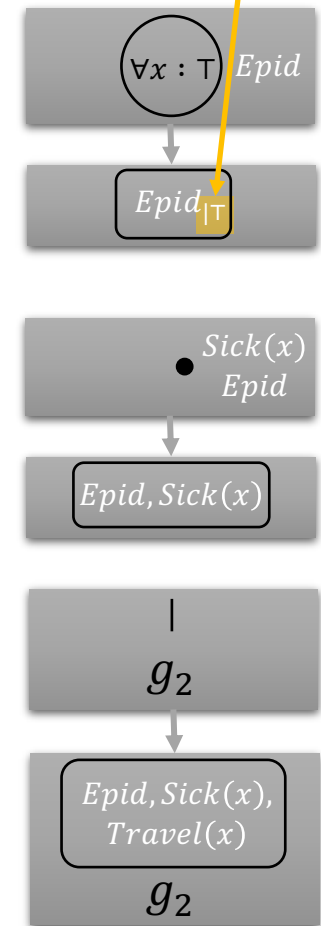 ∀x : ⊤ Epid
Epid|⊤
Sick(x)
Epid
Epid, Sick(x)
|
g₂
Epid, Sick(x),
Travel(x)
g₂